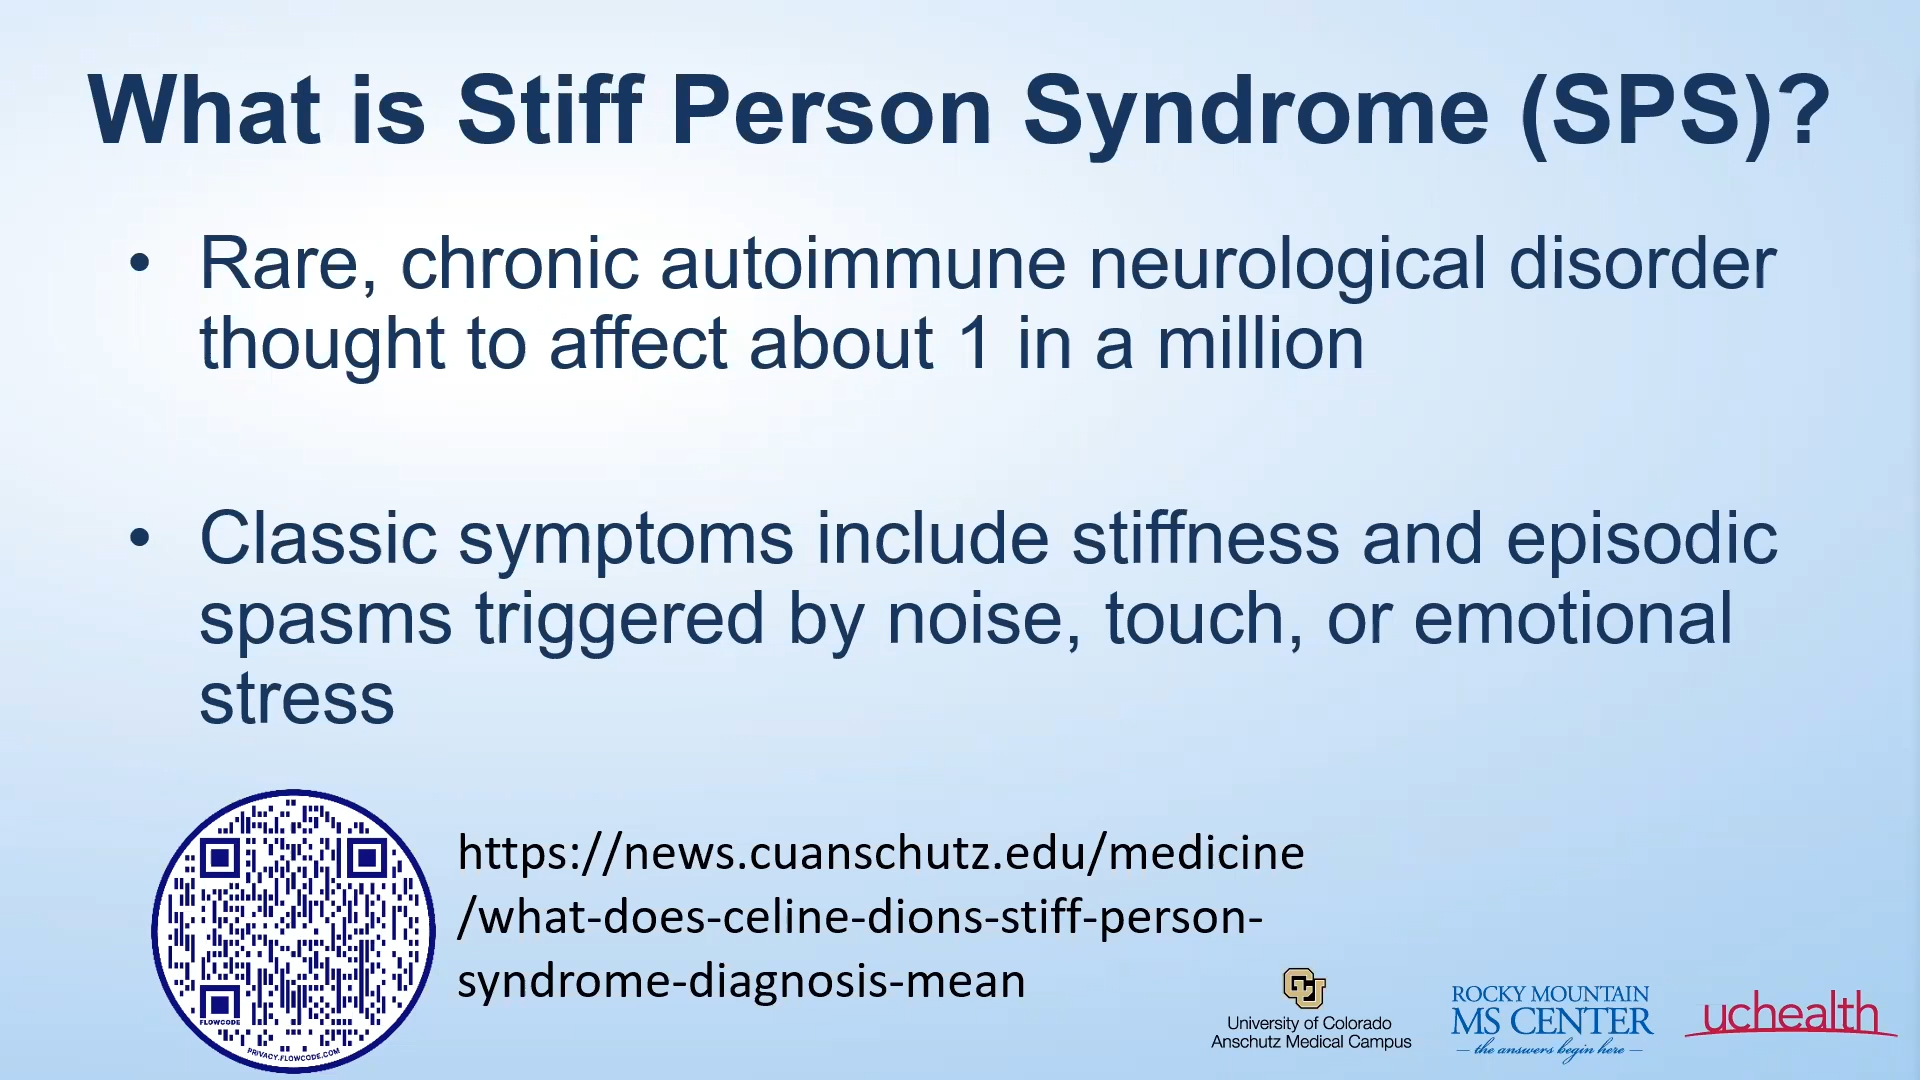 What is Stiff Person Syndrome (SPS)?
• Rare, chronic autoimmune neurological disorder
thought to affect about 1 in a million
• Classic symptoms include stiffness and episodic
spasms triggered by noise, touch, or emotional
stress
https://news.cuanschutz.edu/medicine
/what-does-celine-dions-stiff-person-
syndrome-diagnosis-mean
FLOWCODE
PRIVACY.FLOWCODE.COM
CU
University of Colorado
Anschutz Medical Campus
ROCKY MOUNTAIN
MS CENTER
— the answers begin here —
uchealth